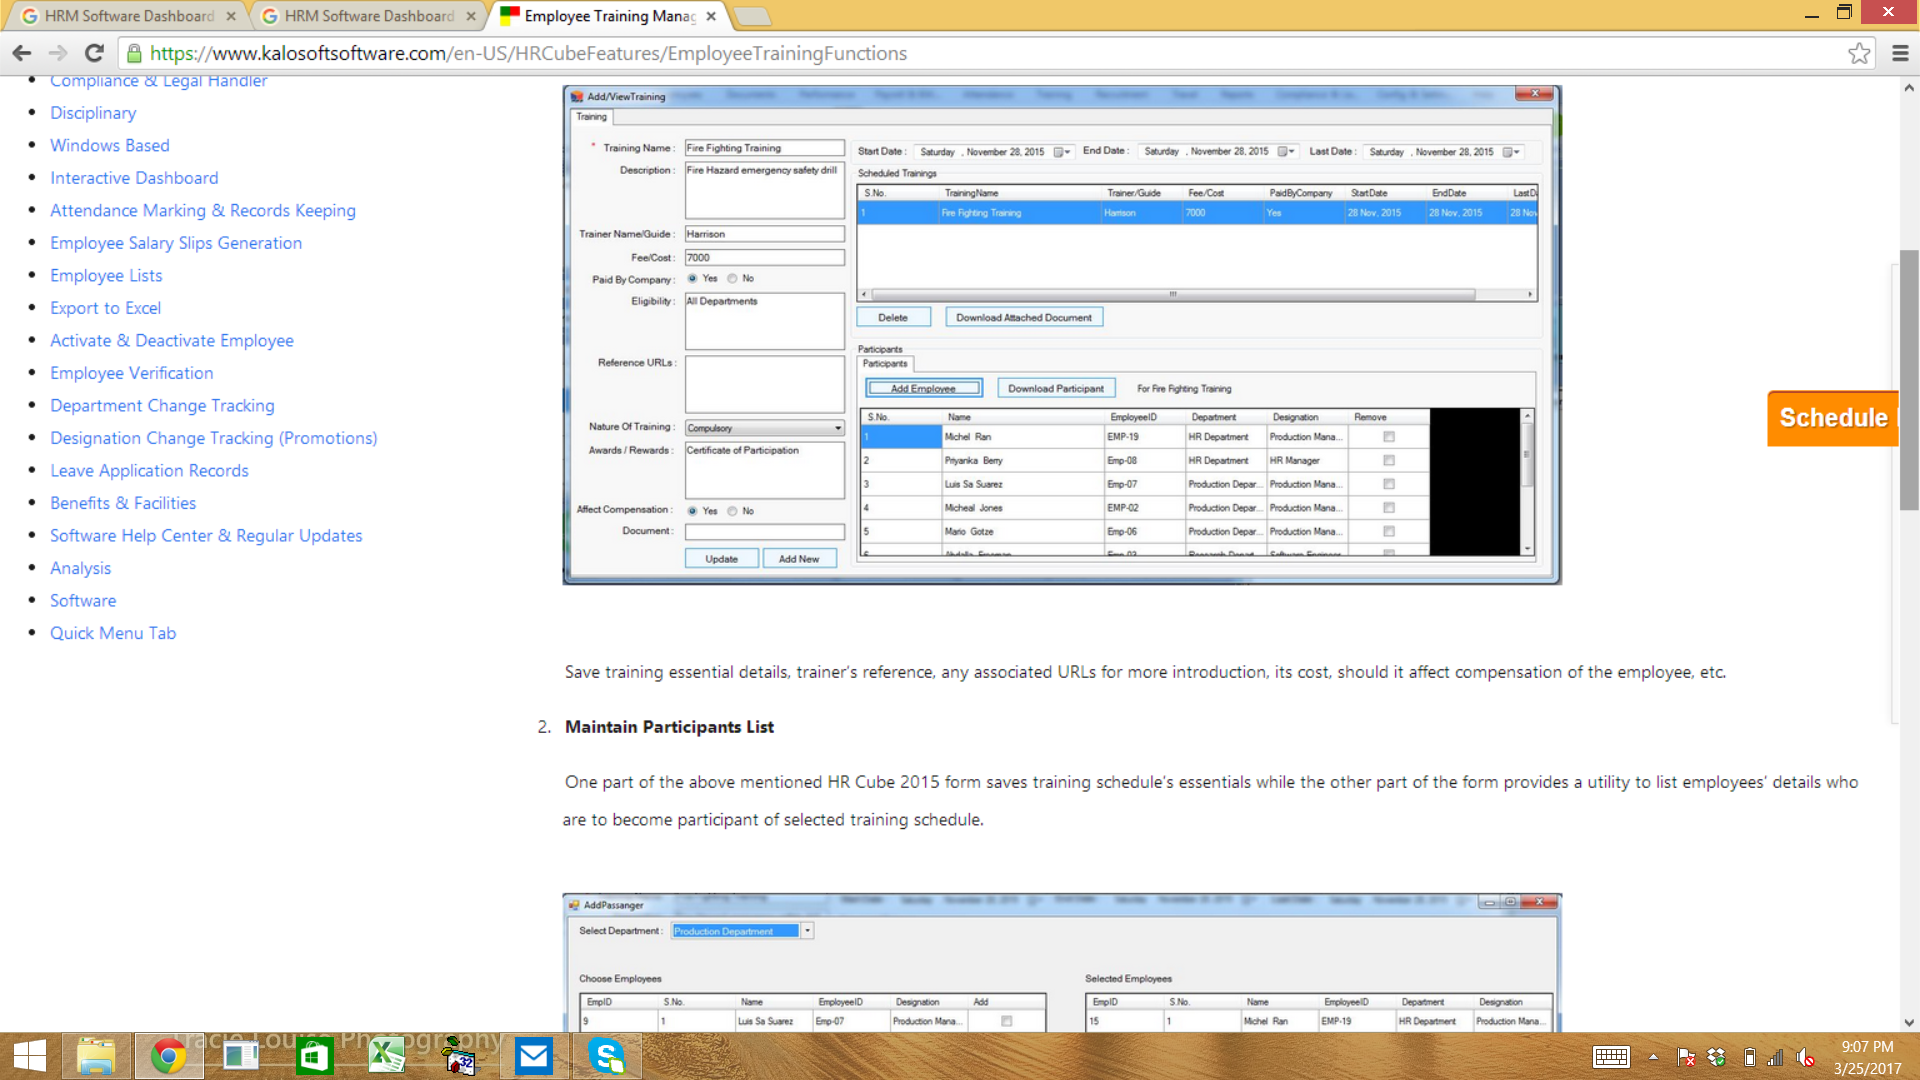 HRM Software Dashboard
HRM Software Dashboard
Employee Training Manag
https://www.kalosoftsoftware.com/en-US/HRCubeFeatures/EmployeeTrainingFunctions
Compliance & Legal Handler
Disciplinary
Windows Based
Interactive Dashboard
Attendance Marking & Records Keeping
Employee Salary Slips Generation
Employee Lists
Export to Excel
Activate & Deactivate Employee
Employee Verification
Department Change Tracking
Designation Change Tracking (Promotions)
Leave Application Records
Benefits & Facilities
Software Help Center & Regular Updates
Analysis
Software
Quick Menu Tab
Add/ViewTraining
Training
* Training Name : Fire Fighting Training
Description : Fire Hazard emergency safety drill
Trainer Name/Guide : Harrison
Fee/Cost : 7000
Paid By Company : Yes No
Eligibility : All Departments
Reference URLs :
Nature Of Training : Compulsory
Awards / Rewards : Certificate of Participation
Affect Compensation : Yes No
Document :
Update Add New
Start Date : Saturday , November 28, 2015 End Date : Saturday , November 28, 2015 Last Date : Saturday , November 28, 2015
Scheduled Trainings
S.No. TrainingName Trainer/Guide Fee/Cost PaidByCompany StartDate EndDate LastD
1 Fire Fighting Training Harrison 7000 Yes 28 Nov, 2015 28 Nov, 2015 28 Nov
Delete Download Attached Document
Participants
Participants
Add Employee Download Participant For Fire Fighting Training
S.No. Name EmployeeID Department Designation Remove
1 Michel Ran EMP-19 HR Department Production Mana...
2 Priyanka Berry Emp-08 HR Department HR Manager
3 Luis Sa Suarez Emp-07 Production Depar... Production Mana...
4 Micheal Jones EMP-02 Production Depar... Production Mana...
5 Mario Gotze Emp-06 Production Depar... Production Mana...
Schedule
Save training essential details, trainer's reference, any associated URLs for more introduction, its cost, should it affect compensation of the employee, etc.
2. Maintain Participants List
One part of the above mentioned HR Cube 2015 form saves training schedule's essentials while the other part of the form provides a utility to list employees' details who
are to become participant of selected training schedule.
AddPassanger
Select Department : Production Department
Choose Employees
EmpID S.No. Name EmployeeID Designation Add
9 1 Luis Sa Suarez Emp-07 Production Mana...
Selected Employees
EmpID S.No. Name EmployeeID Department Designation
15 1 Michel Ran EMP-19 HR Department Production Mana...
Tracie Louise Photography
32
9:07 PM
3/25/2017